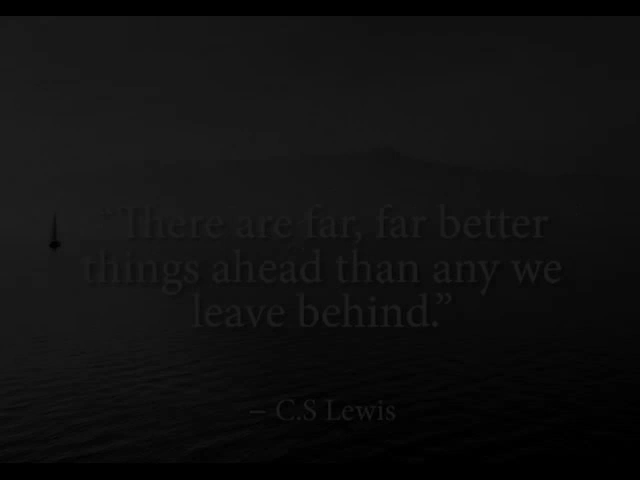 “There are far, far better
things ahead than any we
leave behind.”
– C.S Lewis